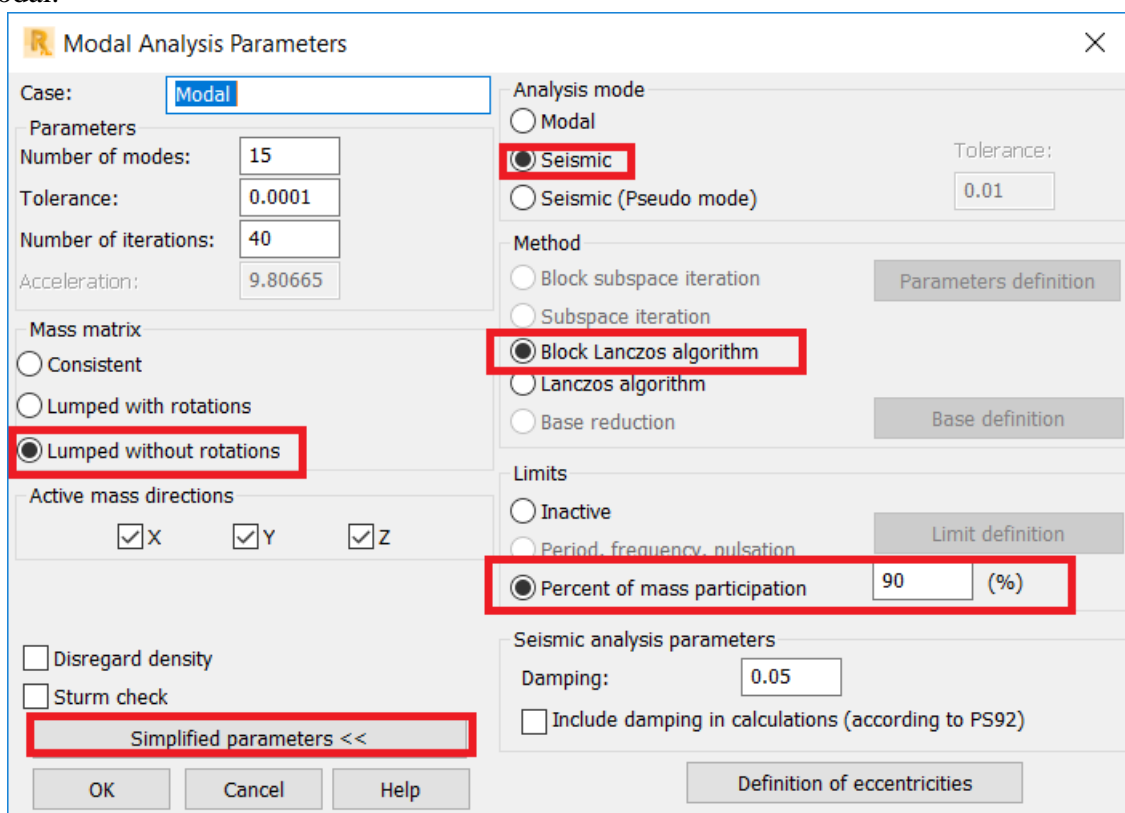 odal.
Modal Analysis Parameters
Case: Modal
Parameters
Number of modes: 15
Tolerance: 0.0001
Number of iterations: 40
Acceleration: 9.80665
Mass matrix
Consistent
Lumped with rotations
Lumped without rotations
Active mass directions
X Y Z
Disregard density
Sturm check
Simplified parameters <<
OK Cancel Help
Analysis mode
Modal
Seismic
Seismic (Pseudo mode)
Tolerance:
0.01
Method
Block subspace iteration
Parameters definition
Subspace iteration
Block Lanczos algorithm
Lanczos algorithm
Base reduction
Base definition
Limits
Inactive
Limit definition
Period, frequency, pulsation
Percent of mass participation 90 (%)
Seismic analysis parameters
Damping: 0.05
Include damping in calculations (according to PS92)
Definition of eccentricities